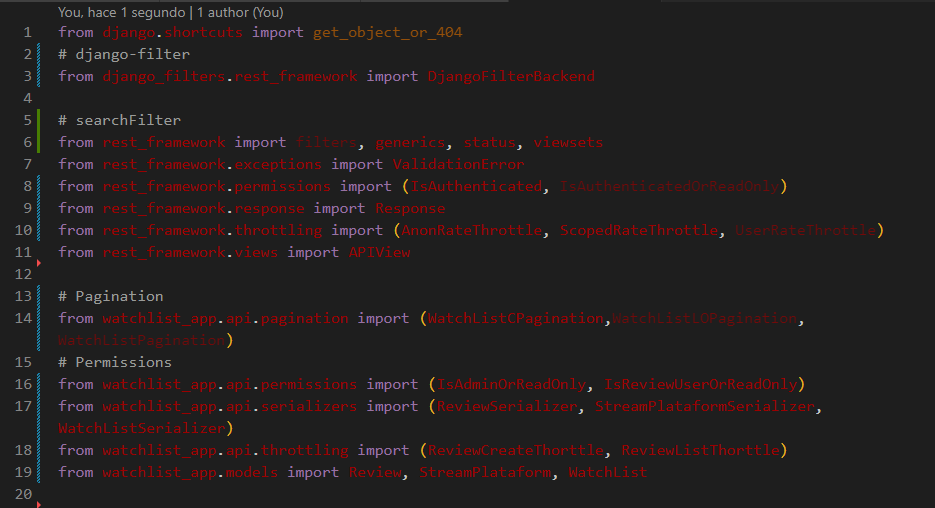 You, hace 1 segundo | 1 author (You)
1 from django.shortcuts import get_object_or_404
2 # django-filter
3 from django_filters.rest_framework import DjangoFilterBackend
4
5 # searchFilter
6 from rest_framework import filters, generics, status, viewsets
7 from rest_framework.exceptions import ValidationError
8 from rest_framework.permissions import (IsAuthenticated, IsAuthenticatedOrReadOnly)
9 from rest_framework.response import Response
10 from rest_framework.throttling import (AnonRateThrottle, ScopedRateThrottle, UserRateThrottle)
11 from rest_framework.views import APIView
12
13 # Pagination
14 from watchlist_app.api.pagination import (WatchListCPagination,WatchListLOPagination,
WatchListPagination)
15 # Permissions
16 from watchlist_app.api.permissions import (IsAdminOrReadOnly, IsReviewUserOrReadOnly)
17 from watchlist_app.api.serializers import (ReviewSerializer, StreamPlataformSerializer,
WatchListSerializer)
18 from watchlist_app.api.throttling import (ReviewCreateThorttle, ReviewListThorttle)
19 from watchlist_app.models import Review, StreamPlataform, WatchList
20